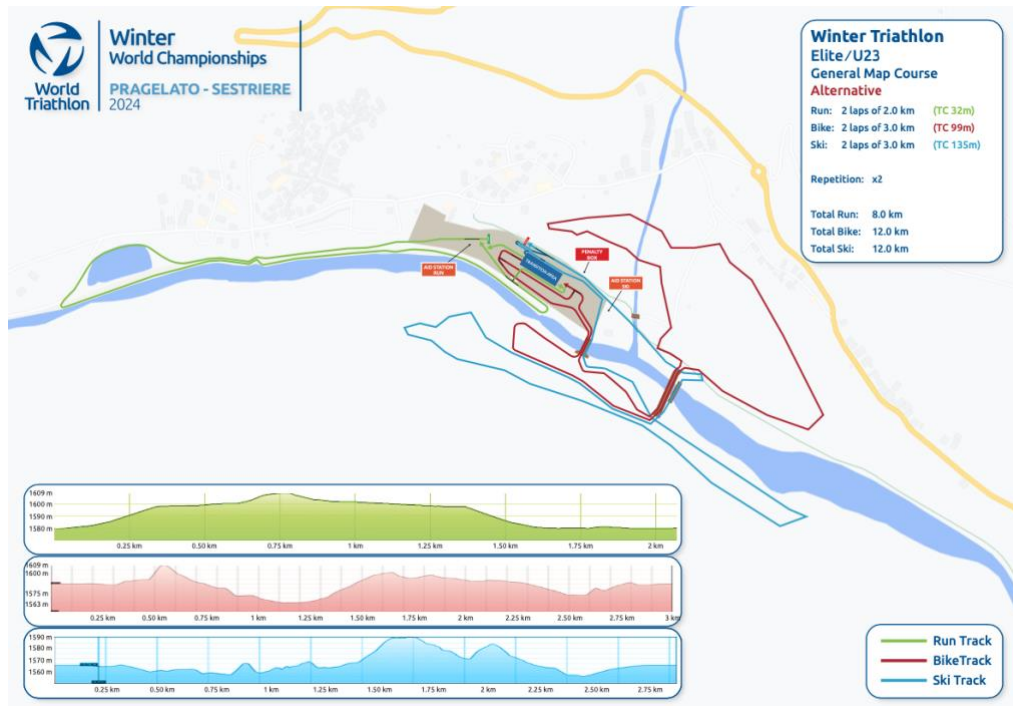 World
Triathlon
Winter
World Championships
PRAGELATO - SESTRIERE
2024
Winter Triathlon
Elite/U23
General Map Course
Alternative
Run: 2 laps of 2.0 km (TC 32m)
Bike: 2 laps of 3.0 km (TC 99m)
Ski: 2 laps of 3.0 km (TC 135m)
Repetition: x2
Total Run: 8.0 km
Total Bike: 12.0 km
Total Ski: 12.0 km
AID STATION
RUN
TRANSITION AREA
PENALTY
BOX
AID STATION
SKI
1609 m
1600 m
1590 m
1580 m
0.25 km 0.50 km 0.75 km 1 km 1.25 km 1.50 km 1.75 km 2 km
1609 m
1600 m
1575 m
1563 m
0.25 km 0.50 km 0.75 km 1 km 1.25 km 1.50 km 1.75 km 2 km 2.25 km 2.50 km 2.75 km 3 km
1590 m
1580 m
1570 m
1560 m
0.25 km 0.50 km 0.75 km 1 km 1.25 km 1.50 km 1.75 km 2 km 2.25 km 2.50 km 2.75 km
Run Track
BikeTrack
Ski Track